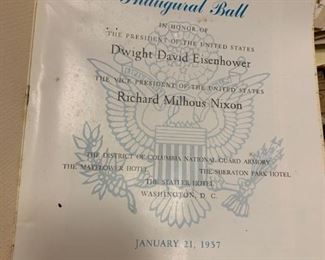 Inaugural Ball
IN HONOR OF
THE PRESIDENT OF THE UNITED STATES
Dwight David Eisenhower
THE VICE PRESIDENT OF THE UNITED STATES
Richard Milhous Nixon
THE DISTRICT OF COLUMBIA NATIONAL GUARD ARMORY
THE MAYFLOWER HOTEL THE SHERATON PARK HOTEL
THE STATLER HOTEL
WASHINGTON, D. C.
JANUARY 21, 1957